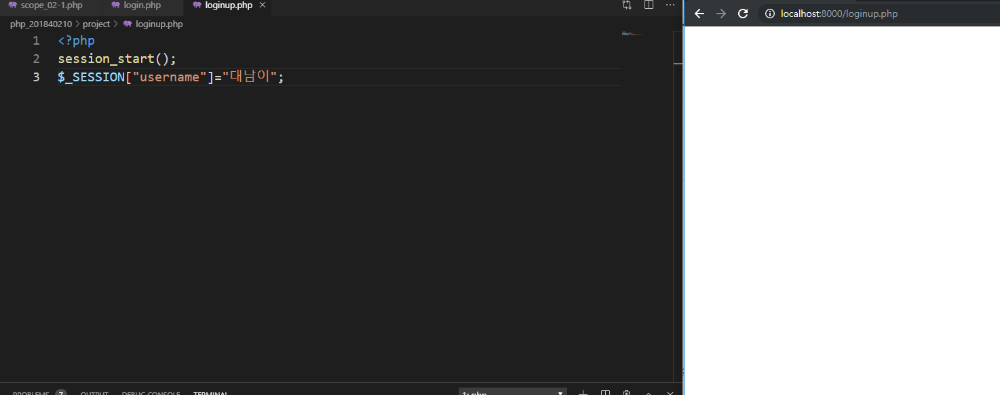 scope_02-1.php login.php loginup.php
localhost:8000/loginup.php
php_201840210 > project > loginup.php
1 <?php
2 session_start();
3 $_SESSION["username"]="대남이";
PROBLEMS 7 OUTPUT DEBUG CONSOLE TERMINAL 1: php